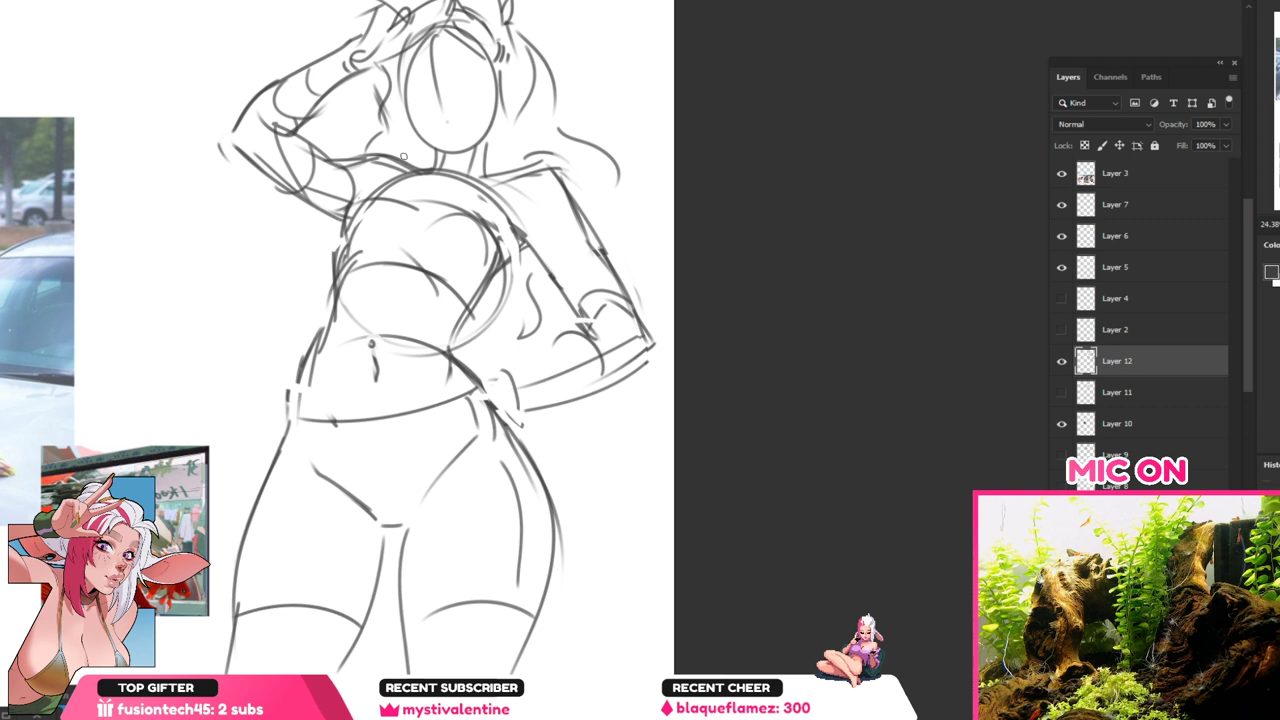 Layers Channels Paths
Kind
Normal Opacity: 100%
Lock: Fill: 100%
Layer 3
Layer 7
Layer 6
24.38
Layer 5
Layer 4
Layer 2
Layer 12
Layer 11
Layer 10
MIC ON
TOP GIFTER
fusiontech45: 2 subs
RECENT SUBSCRIBER
mystivalentine
RECENT CHEER
blaqueflamez: 300